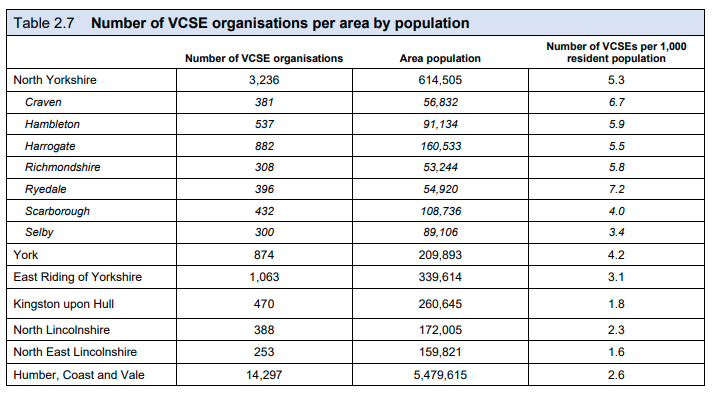 Table 2.7 Number of VCSE organisations per area by population
Number of VCSE organisations Area population Number of VCSEs per 1,000 resident population
North Yorkshire 3,236 614,505 5.3
Craven 381 56,832 6.7
Hambleton 537 91,134 5.9
Harrogate 882 160,533 5.5
Richmondshire 308 53,244 5.8
Ryedale 396 54,920 7.2
Scarborough 432 108,736 4.0
Selby 300 89,106 3.4
York 874 209,893 4.2
East Riding of Yorkshire 1,063 339,614 3.1
Kingston upon Hull 470 260,645 1.8
North Lincolnshire 388 172,005 2.3
North East Lincolnshire 253 159,821 1.6
Humber, Coast and Vale 14,297 5,479,615 2.6